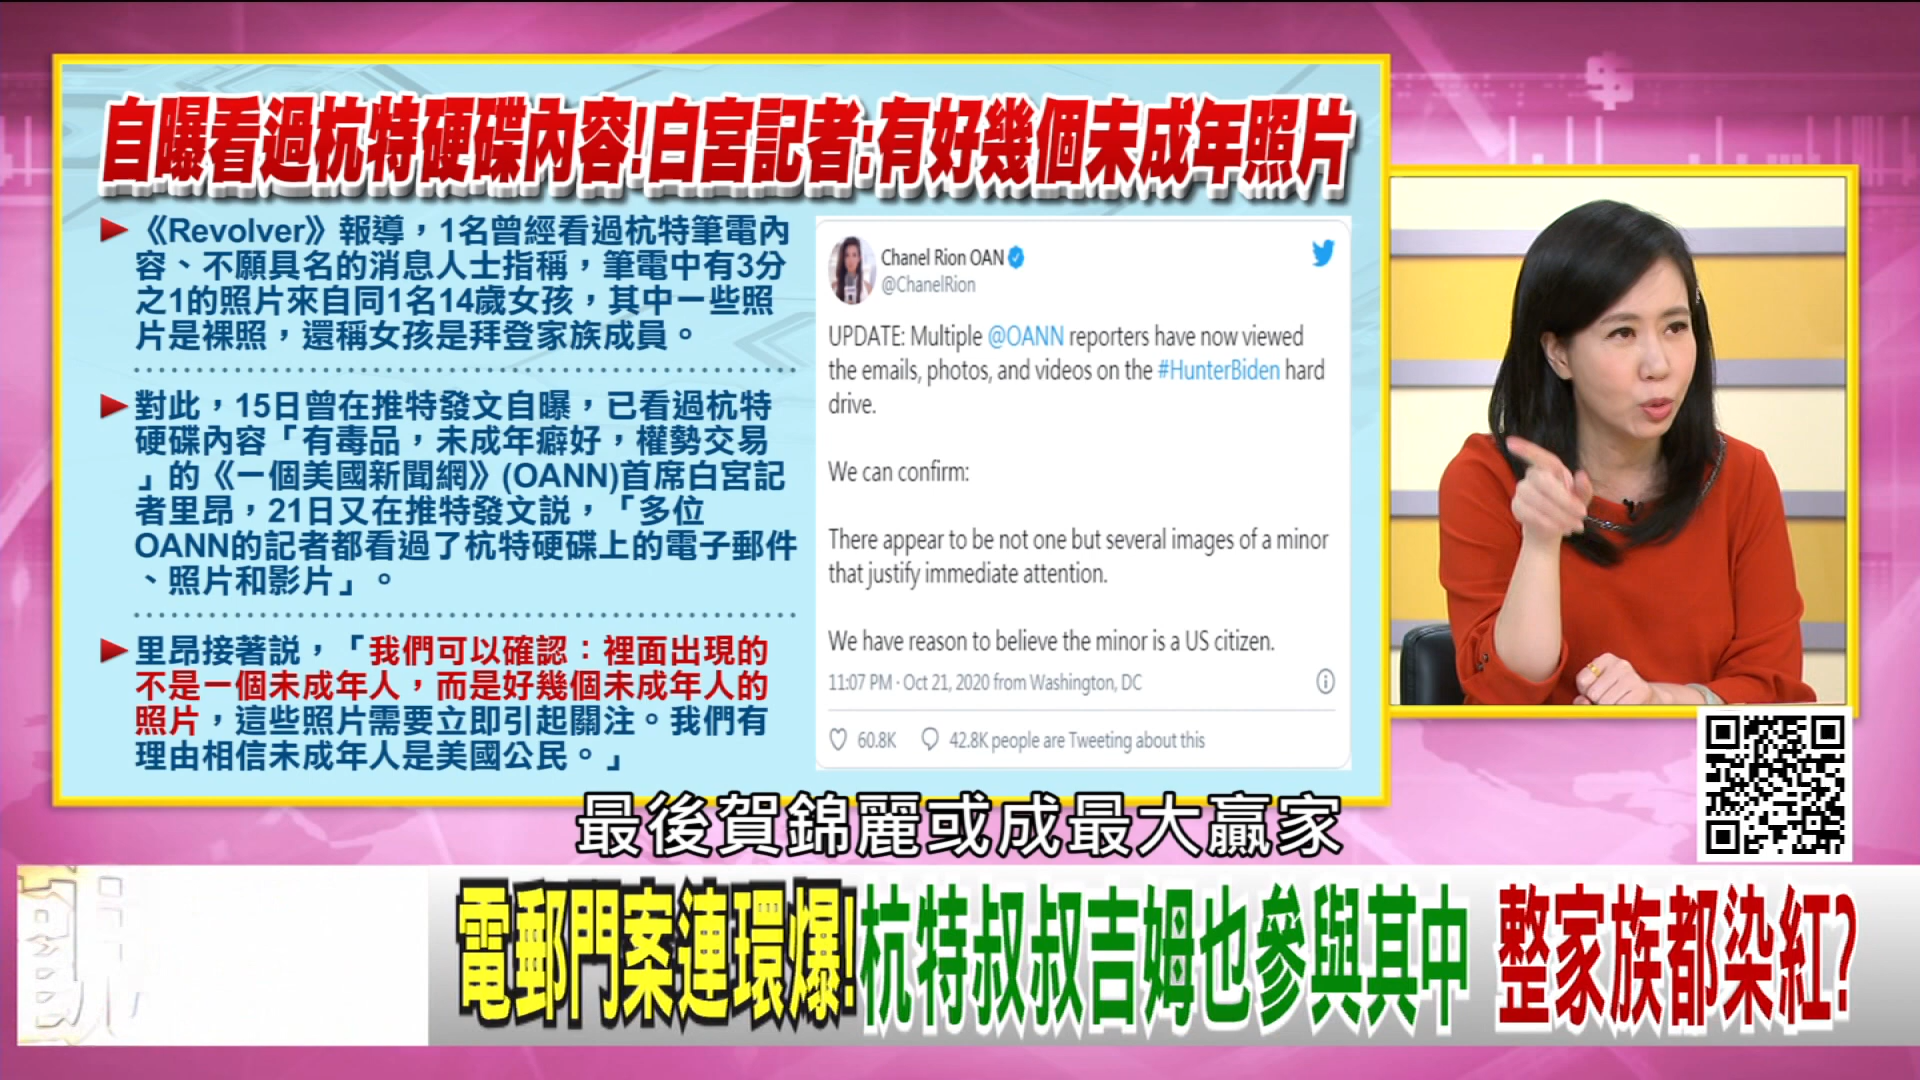 自曝看過杭特硬碟內容!白宮記者:有好幾個未成年照片
《Revolver》報導，1名曾經看過杭特筆電內
容、不願具名的消息人士指稱，筆電中有3分
之1的照片來自同1名14歲女孩，其中一些照
片是裸照，還稱女孩是拜登家族成員。
對此，15日曾在推特發文自曝，已看過杭特
硬碟內容「有毒品，未成年癖好，權勢交易
」的《一個美國新聞網》(OANN)首席白宮記
者里昂，21日又在推特發文説，「多位
OANN的記者都看過了杭特硬碟上的電子郵件
、照片和影片」。
里昂接著説，「我們可以確認：裡面出現的
不是一個未成年人，而是好幾個未成年人的
照片，這些照片需要立即引起關注。我們有
理由相信未成年人是美國公民。」
Chanel Rion OAN
@ChanelRion
UPDATE: Multiple @OANN reporters have now viewed
the emails, photos, and videos on the #HunterBiden hard
drive.
We can confirm:
There appear to be not one but several images of a minor
that justify immediate attention.
We have reason to believe the minor is a US citizen.
11:07 PM · Oct 21, 2020 from Washington, DC
60.8K 42.8K people are Tweeting about this
最後賀錦麗或成最大贏家
電郵門案連環爆!杭特叔叔吉姆也參與其中 整家族都染紅?